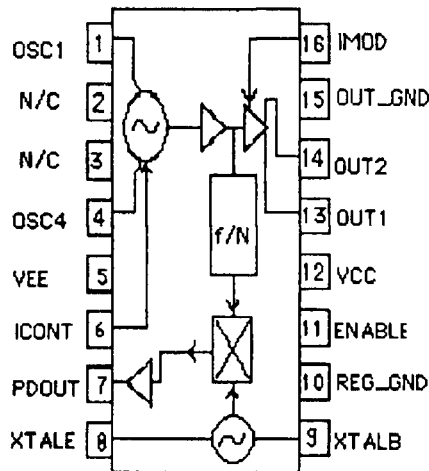 OSC1 1
N/C 2
N/C 3
OSC4 4
VEE 5
ICONT 6
PDOUT 7
XTALE 8
f/N
16 IMOD
15 OUT_GND
14 OUT2
13 OUT1
12 VCC
11 ENABLE
10 REG_GND
9 XTALB